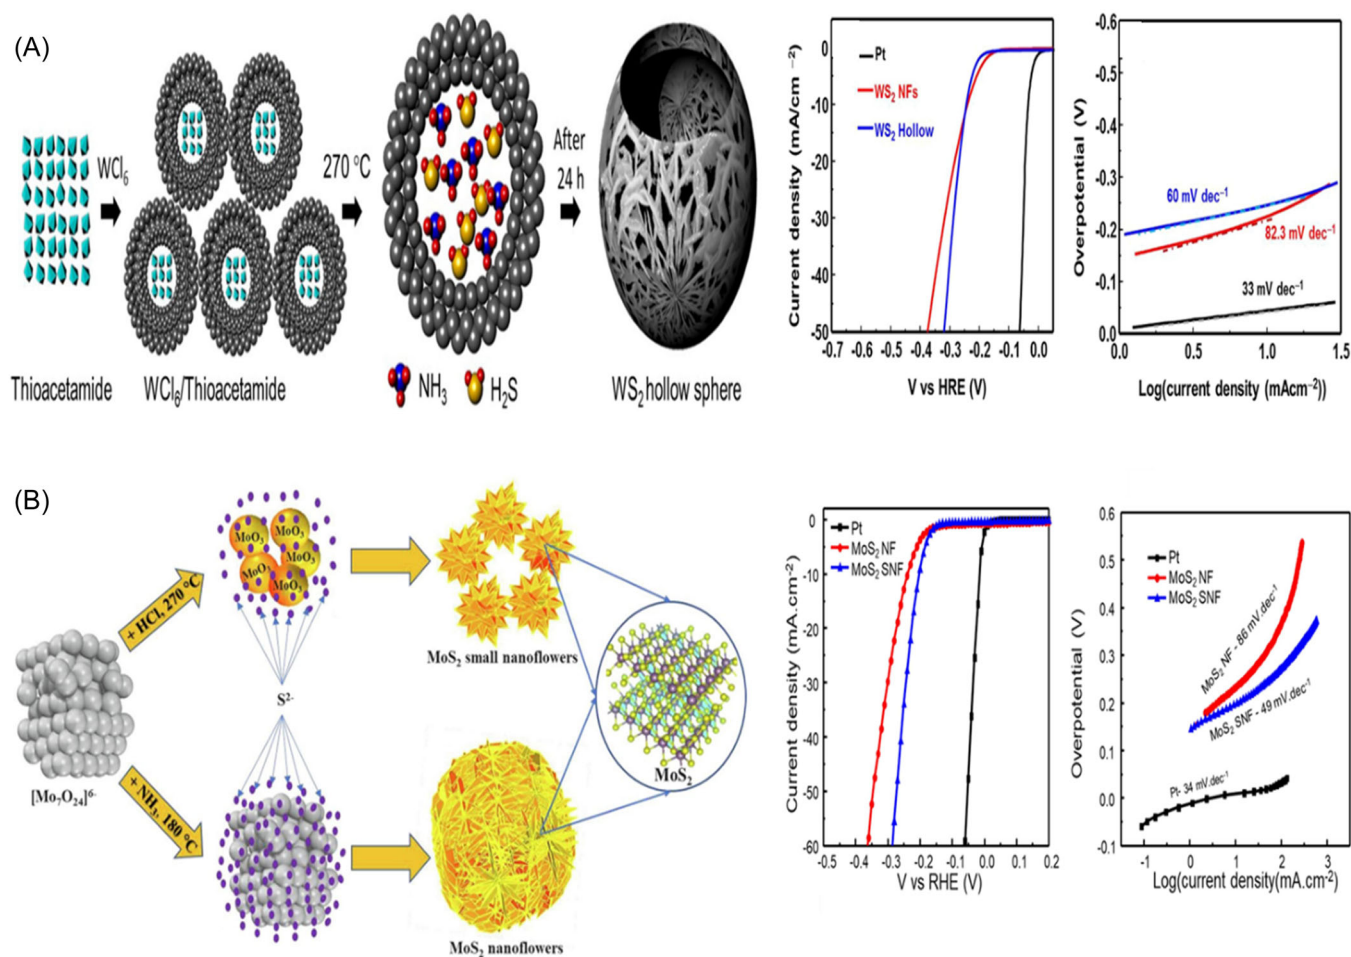 (A)
Thioacetamide
WCl₆
WCl₆/Thioacetamide
270 °C
NH₃
H₂S
After
24 h
WS₂ hollow sphere
Current density (mA/cm⁻²)
0
-10
-20
-30
-40
-50
Pt
WS₂ NFs
WS₂ Hollow
-0.7 -0.6 -0.5 -0.4 -0.3 -0.2 -0.1 0.0
V vs HRE (V)
Overpotential (V)
-0.6
-0.5
-0.4
-0.3
-0.2
-0.1
0.0
60 mV dec⁻¹
82.3 mV dec⁻¹
33 mV dec⁻¹
0.0 0.5 1.0 1.5
Log(current density (mAcm⁻²))
(B)
[Mo₇O₂₄]⁶⁻
+ HCl, 270 °C
+ NH₃, 180 °C
MoO₃
MoO₃
MoO₃
MoO₃
MoO₃
S²⁻
MoS₂ small nanoflowers
MoS₂ nanoflowers
MoS₂
Current density (mA.cm⁻²)
0
-10
-20
-30
-40
-50
-60
Pt
MoS₂ NF
MoS₂ SNF
-0.5 -0.4 -0.3 -0.2 -0.1 0.0 0.1 0.2
V vs RHE (V)
Overpotential (V)
0.6
0.5
0.4
0.3
0.2
0.1
0.0
-0.1
Pt
MoS₂ NF
MoS₂ SNF
MoS₂ NF - 86 mV.dec⁻¹
MoS₂ SNF - 49 mV.dec⁻¹
Pt- 34 mV.dec⁻¹
-1 0 1 2 3
Log(current density(mA.cm⁻²)